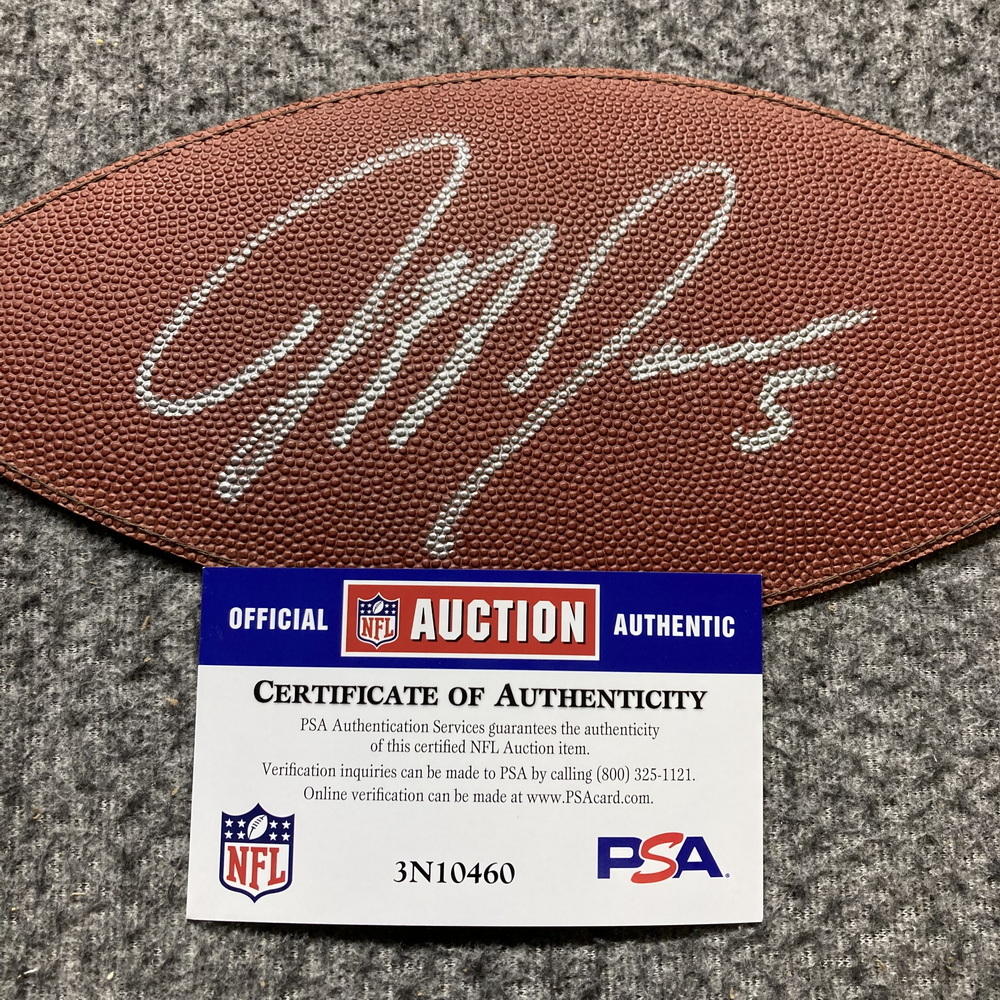 5
OFFICIAL NFL AUCTION AUTHENTIC
CERTIFICATE OF AUTHENTICITY
PSA Authentication Services guarantees the authenticity
of this certified NFL Auction item.
Verification inquiries can be made to PSA by calling (800) 325-1121.
Online verification can be made at www.PSAcard.com.
NFL 3N10460 PSA